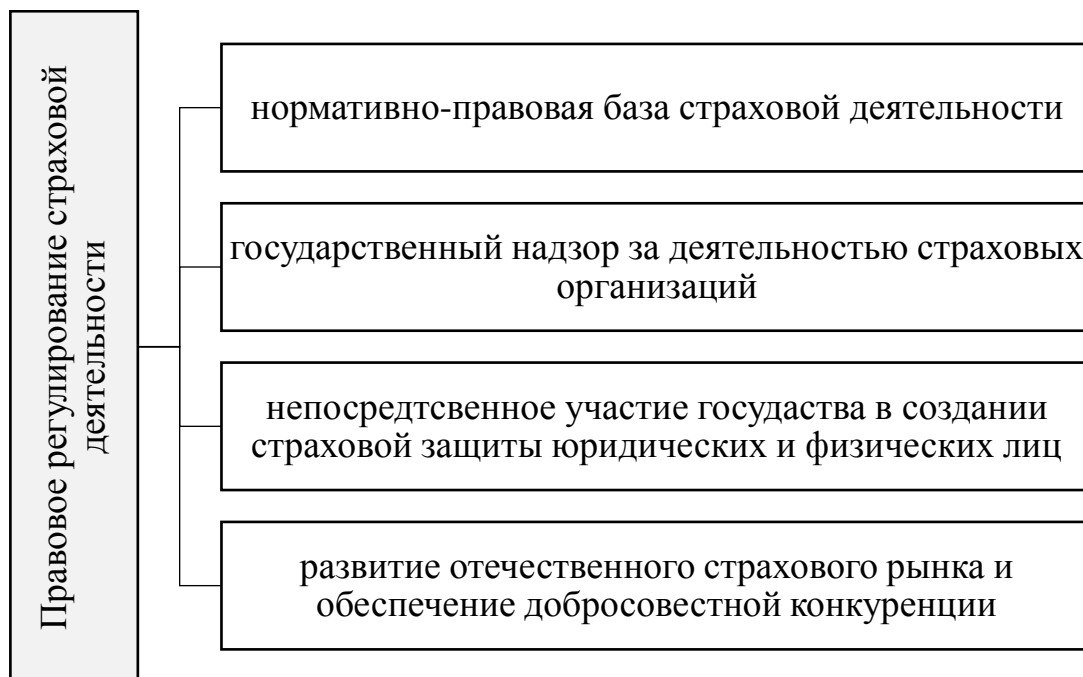 Правовое регулирование страховой
деятельности
нормативно-правовая база страховой деятельности
государственный надзор за деятельностью страховых
организаций
непосредтсвенное участие госудаства в создании
страховой защиты юридических и физических лиц
развитие отечественного страхового рынка и
обеспечение добросовестной конкуренции